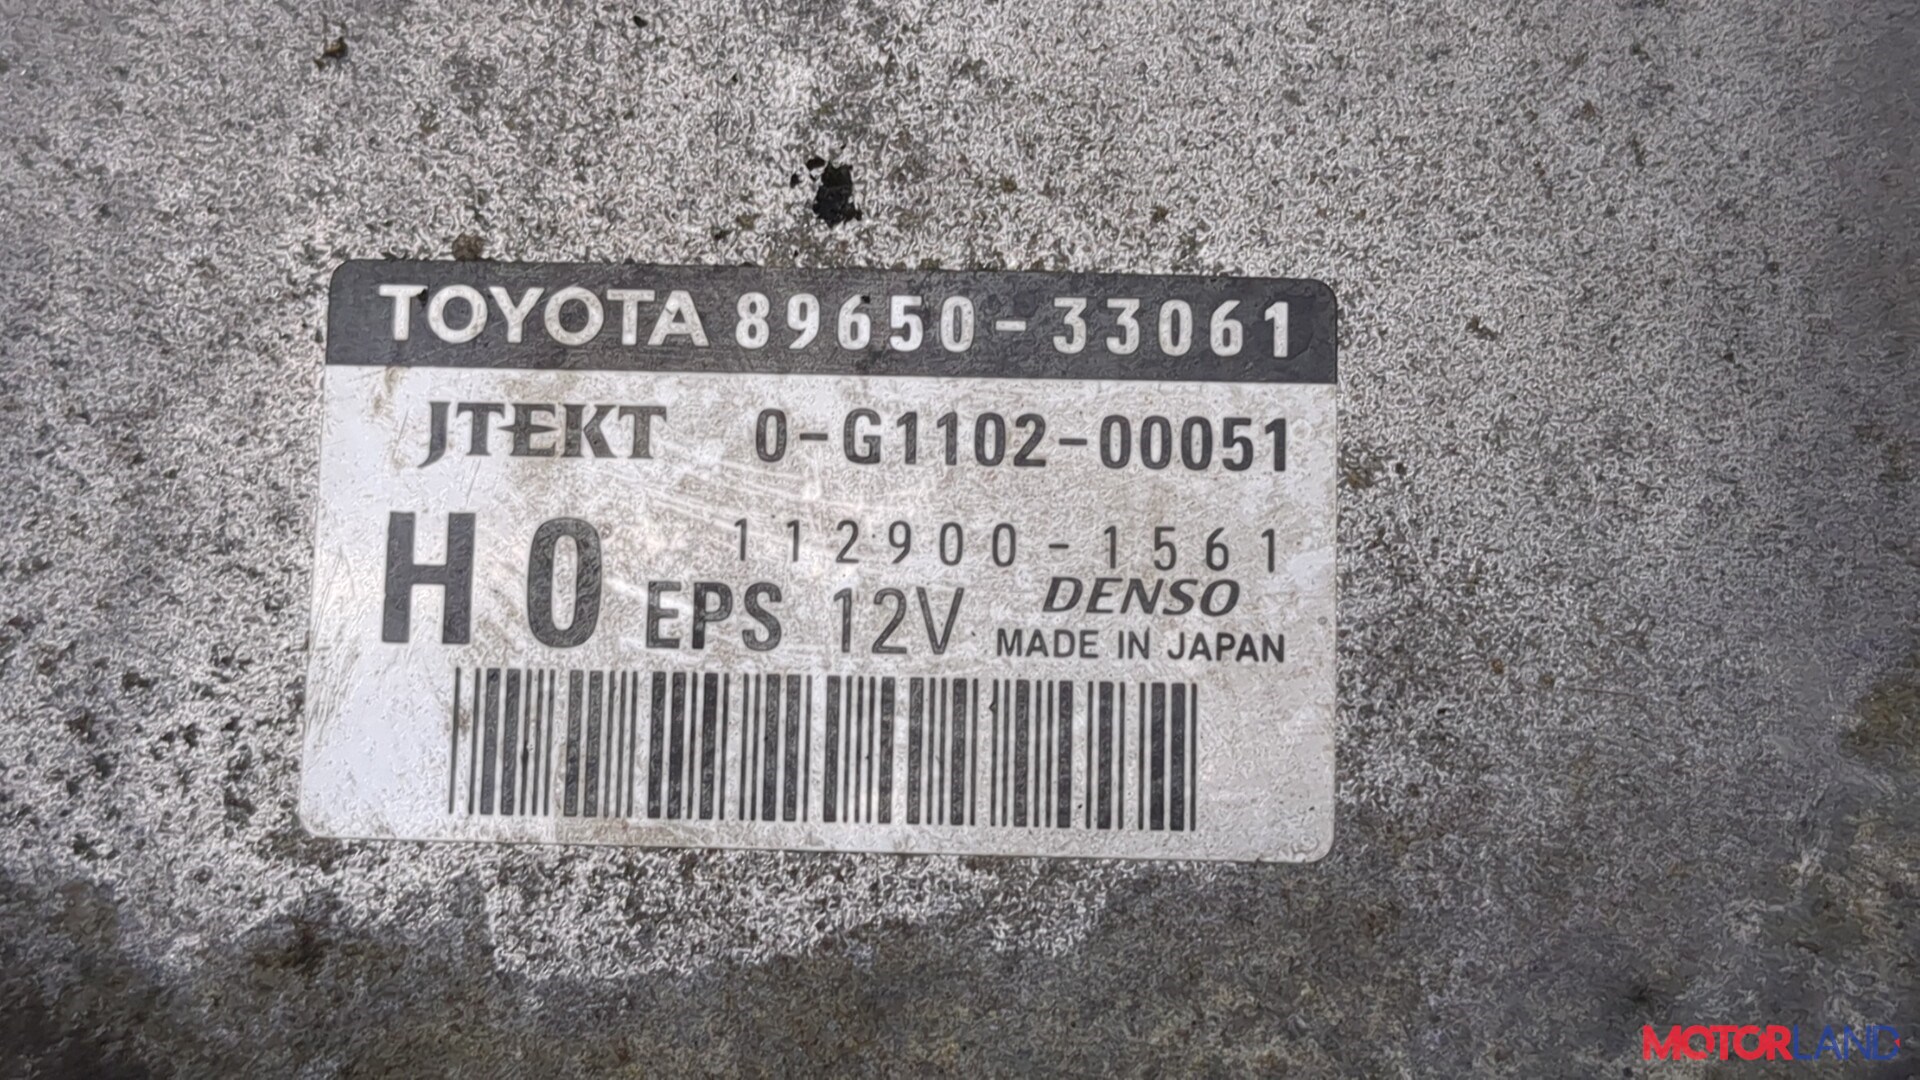 TOYOTA 89650-33061
JTEKT 0-G1102-00051
112900-1561
H0 EPS 12V DENSO
MADE IN JAPAN
MOTORLAND